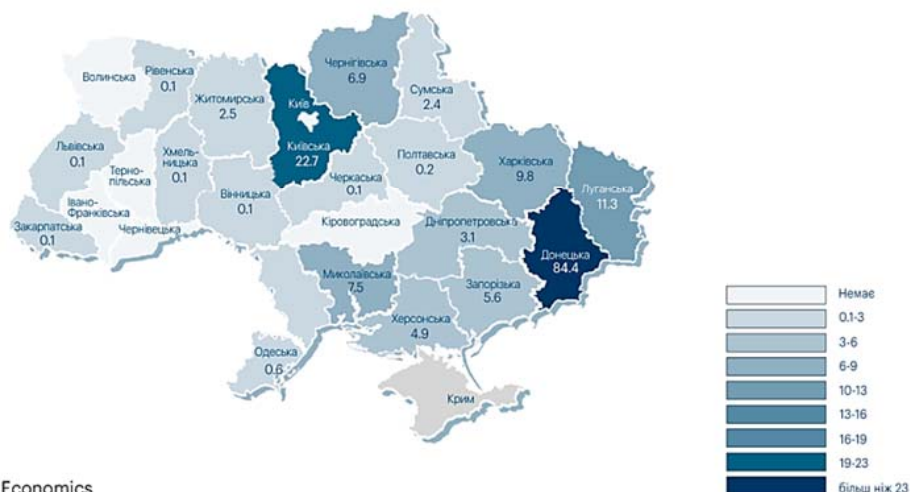 Волинська
Рівенська
0.1
Житомирська
2.5
Київ
Київська
22.7
Чернігівська
6.9
Сумська
2.4
Львівська
0.1
Терно-
пільська
Хмель-
ницька
0.1
Вінницька
0.1
Черкаська
0.1
Полтавська
0.2
Харківська
9.8
Луганська
11.3
Івано-
Франківська
Закарпатська
0.1
Чернівецька
Кіровоградська
Дніпропетровська
3.1
Донецька
84.4
Миколаївська
7.5
Запорізька
5.6
Херсонська
4.9
Одеська
0.6
Крим
Немає
0.1-3
3-6
6-9
10-13
13-16
16-19
19-23
більш ніж 23
Economics